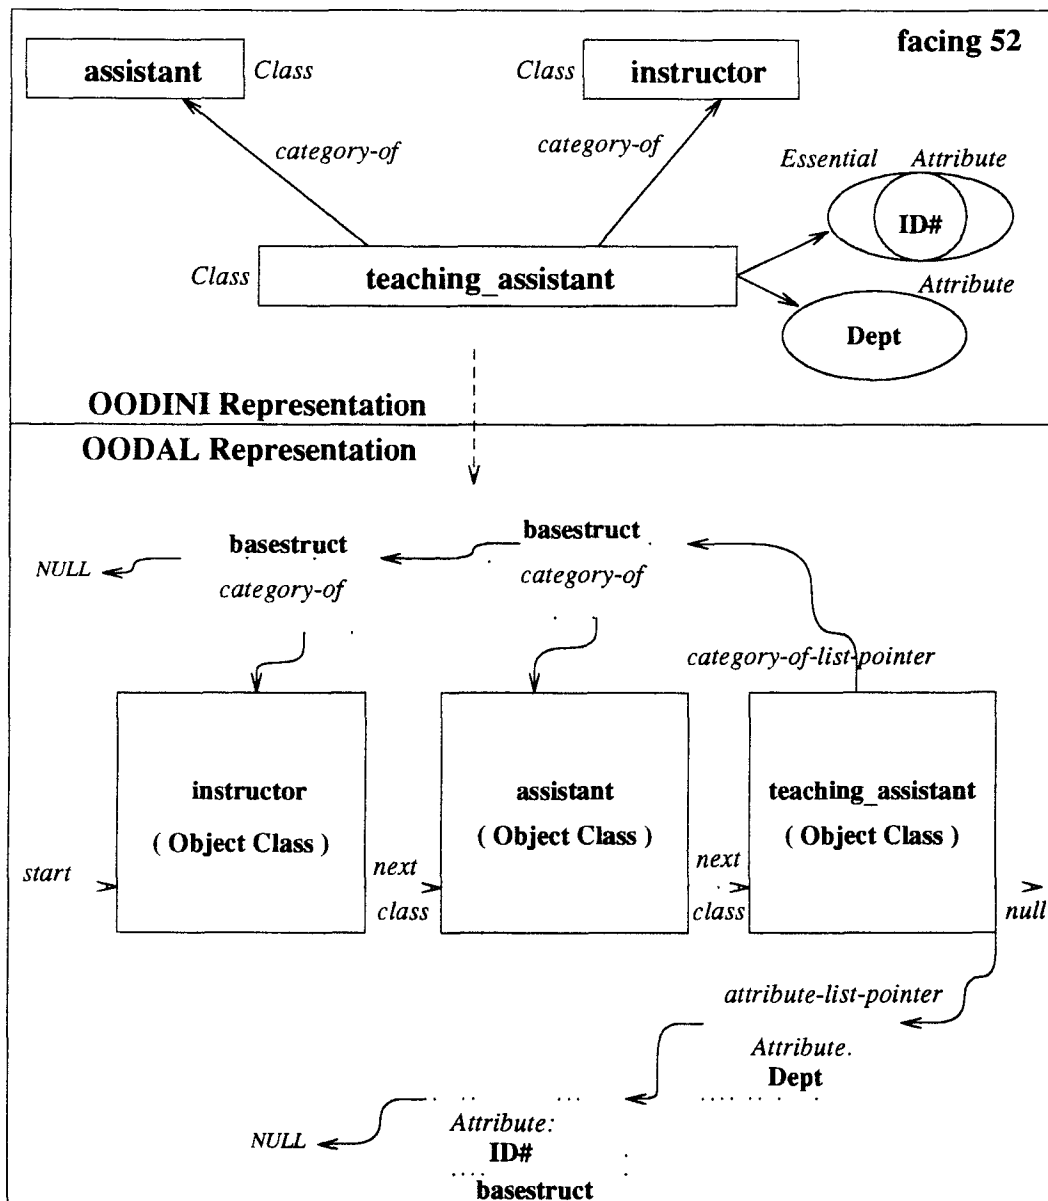 facing 52
assistant Class
Class instructor
category-of category-of
Essential Attribute
ID#
Class teaching_assistant
Attribute
Dept
OODINI Representation
OODAL Representation
basestruct
category-of
basestruct
category-of
NULL
category-of-list-pointer
instructor
( Object Class )
assistant
( Object Class )
teaching_assistant
( Object Class )
start
next
class
next
class
null
attribute-list-pointer
Attribute.
Dept
Attribute:
ID#
basestruct
NULL